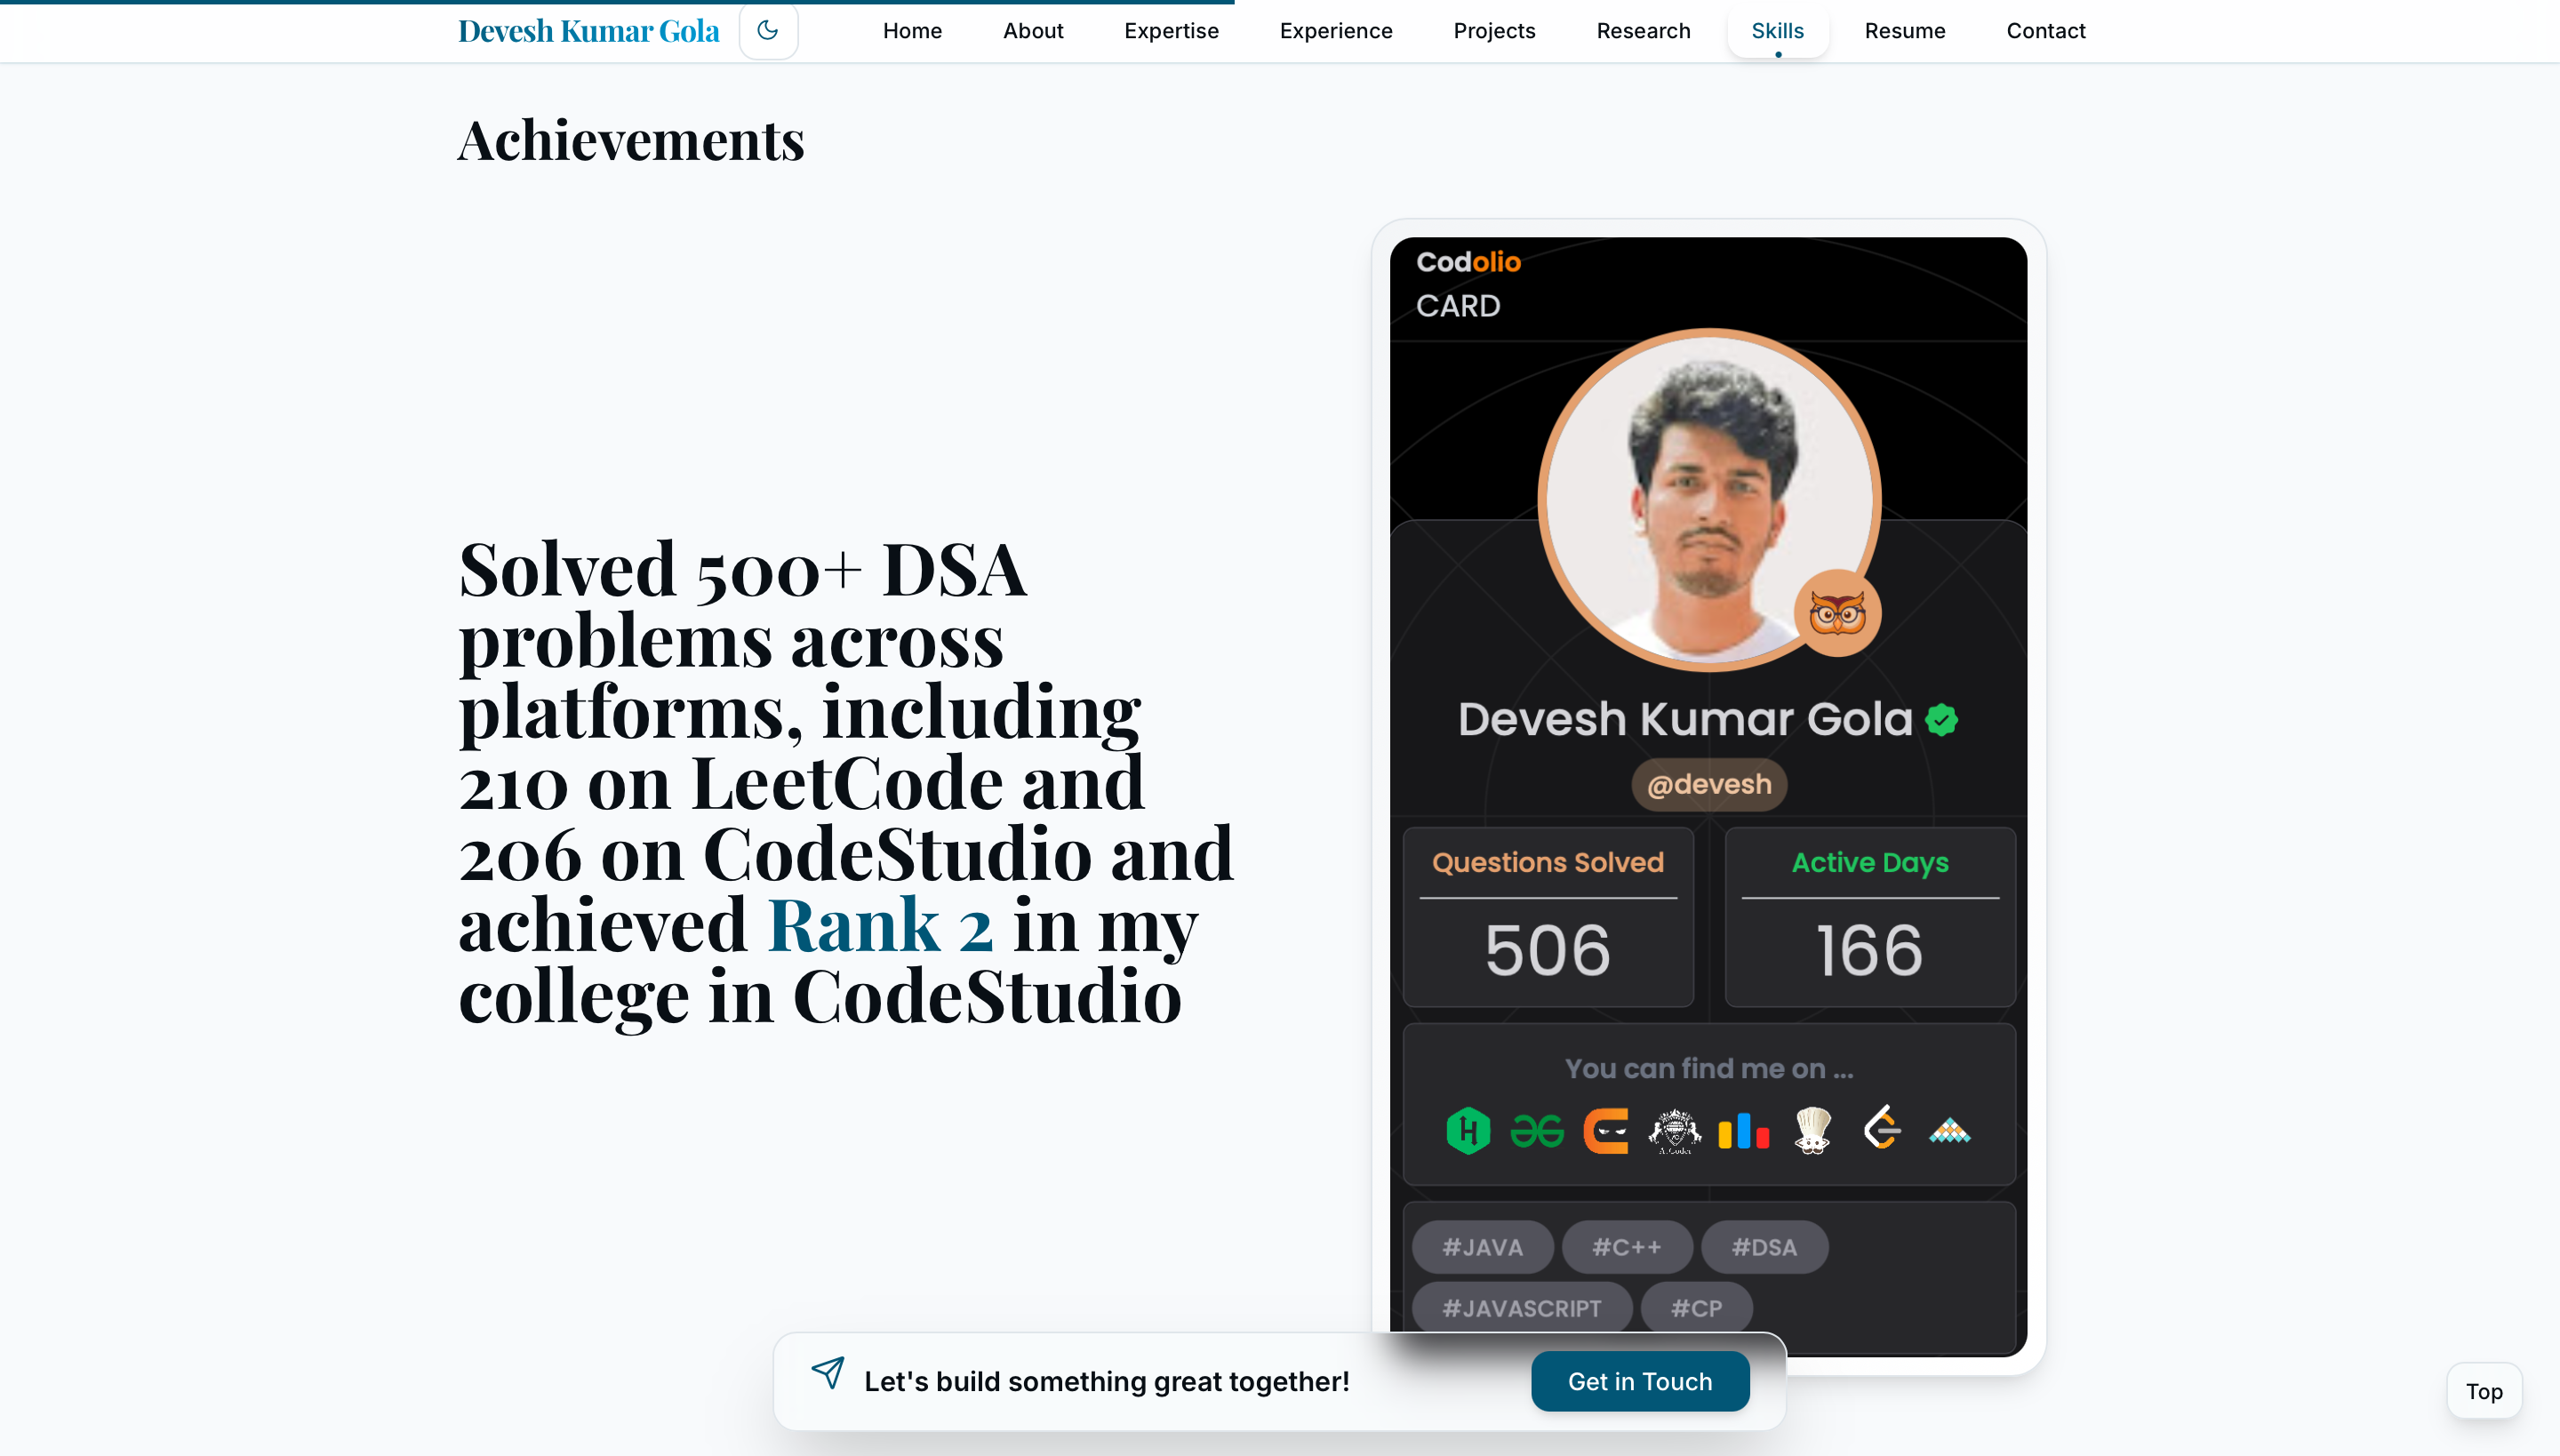 Devesh Kumar Gola
Home About Expertise Experience Projects Research Skills Resume Contact
Achievements
Solved 500+ DSA
problems across
platforms, including
210 on LeetCode and
206 on CodeStudio and
achieved Rank 2 in my
college in CodeStudio
Codolio
CARD
Devesh Kumar Gola
@devesh
Questions Solved
506
Active Days
166
You can find me on ...
AtCoder
#JAVA #C++ #DSA
#JAVASCRIPT #CP
Let's build something great together!
Get in Touch
Top